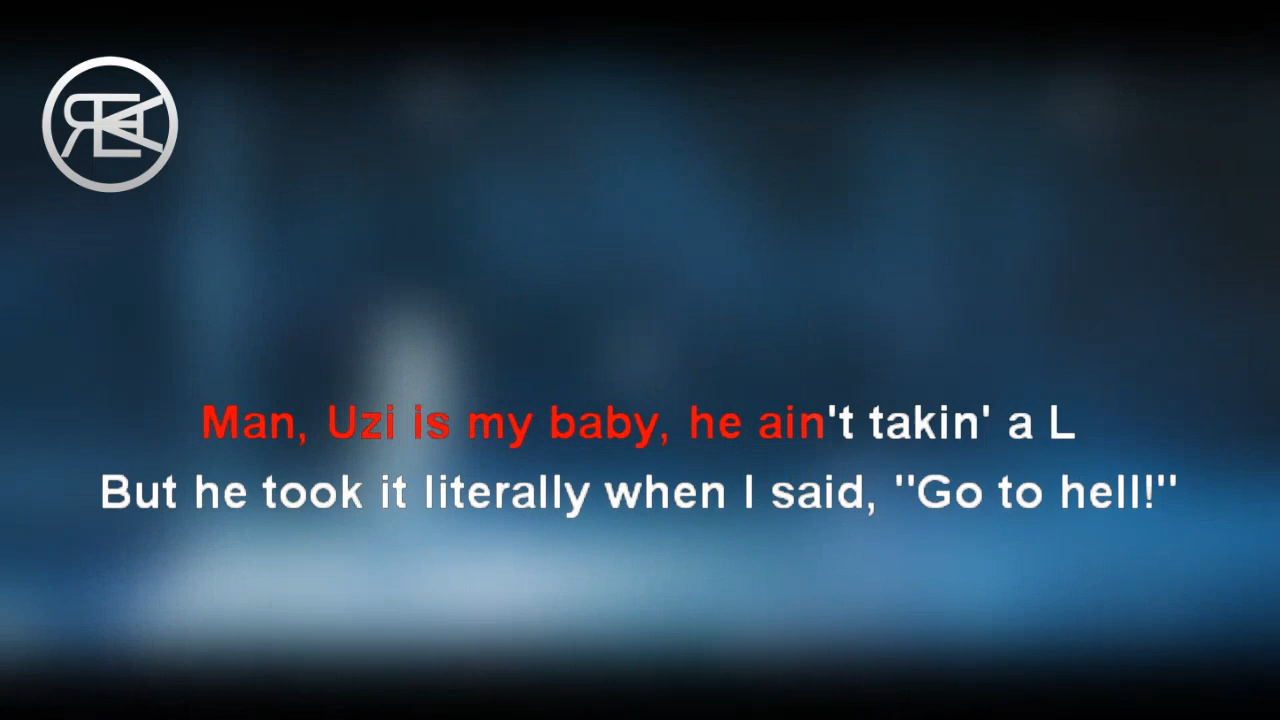 Man, Uzi is my baby, he ain't takin' a L
But he took it literally when I said, "Go to hell!"